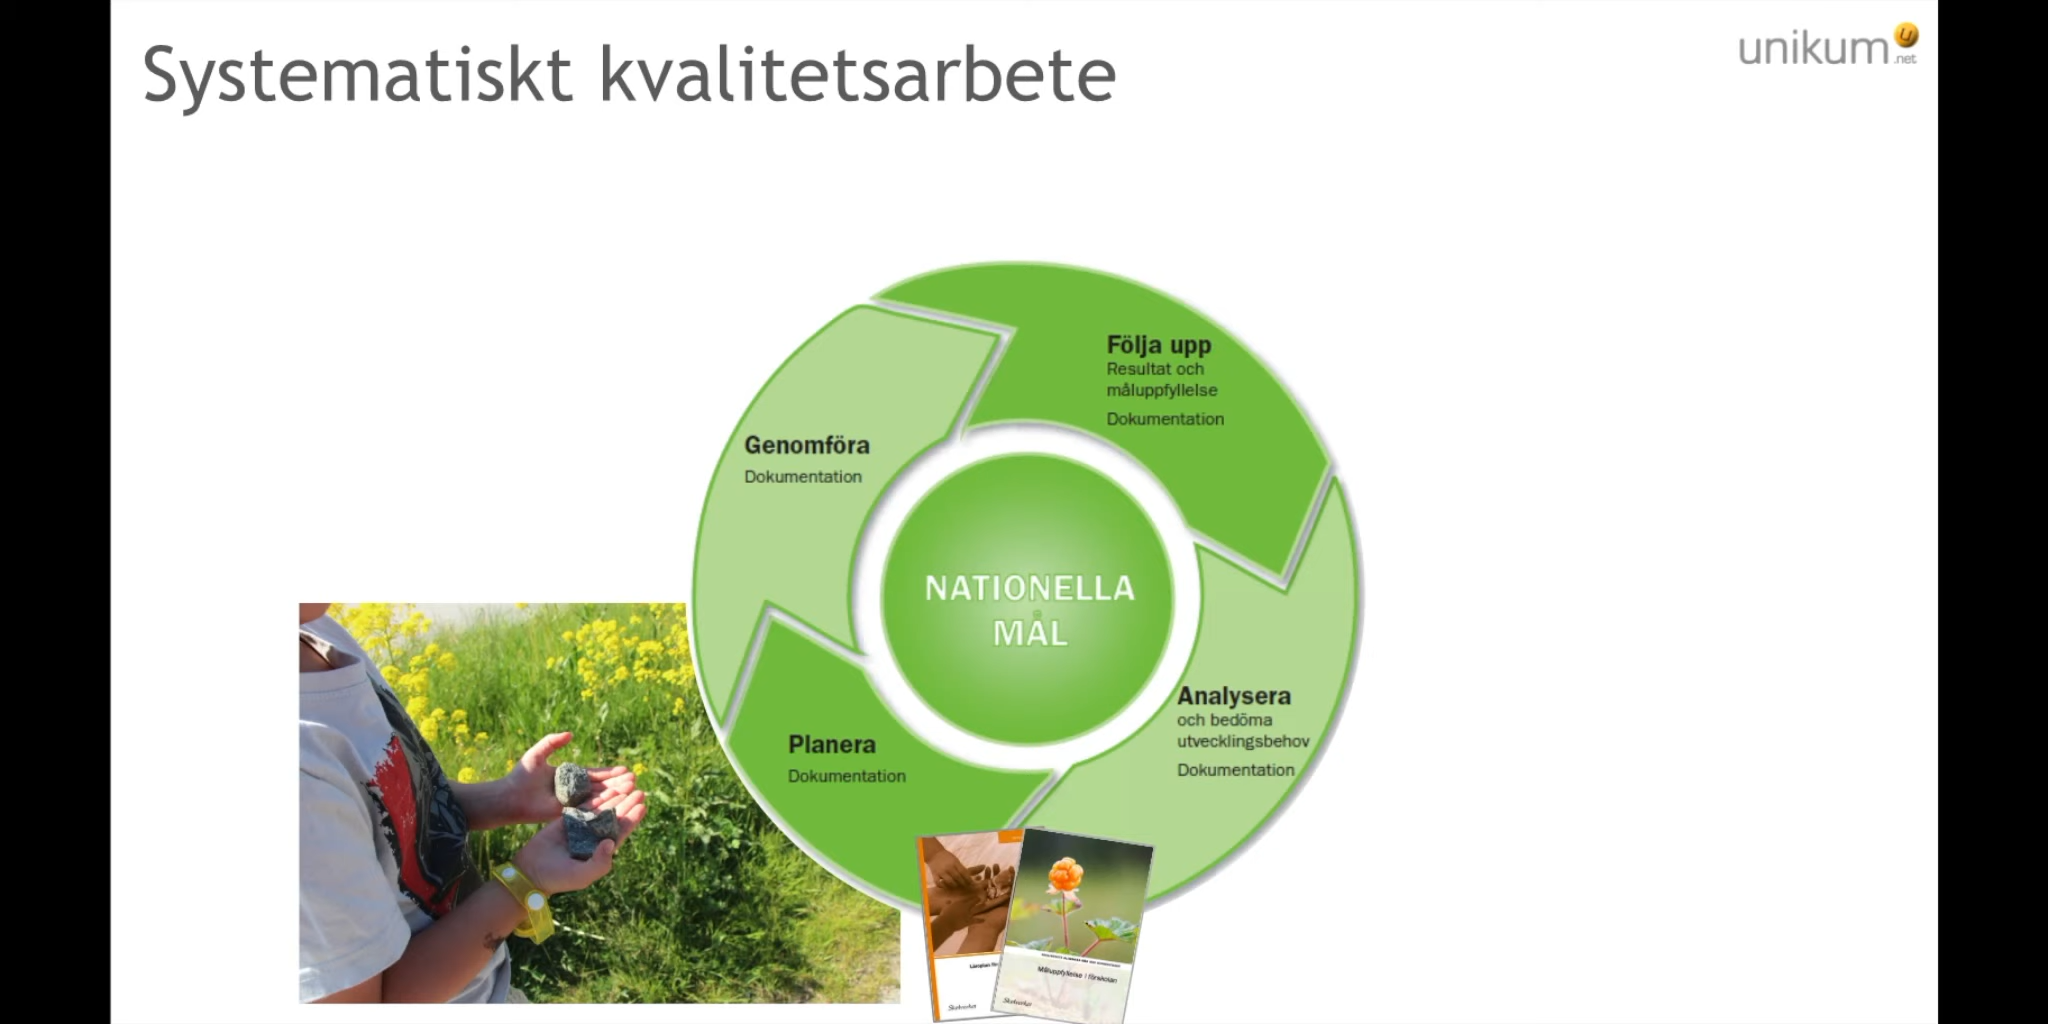 Systematiskt kvalitetsarbete
unikum
.net
Följa upp
Resultat och
måluppfyllelse
Dokumentation
Genomföra
Dokumentation
NATIONELLA
MÅL
Analysera
och bedöma
utvecklingsbehov
Dokumentation
Planera
Dokumentation
Måluppfyllelse i förskolan
Skolverket
Skolverket